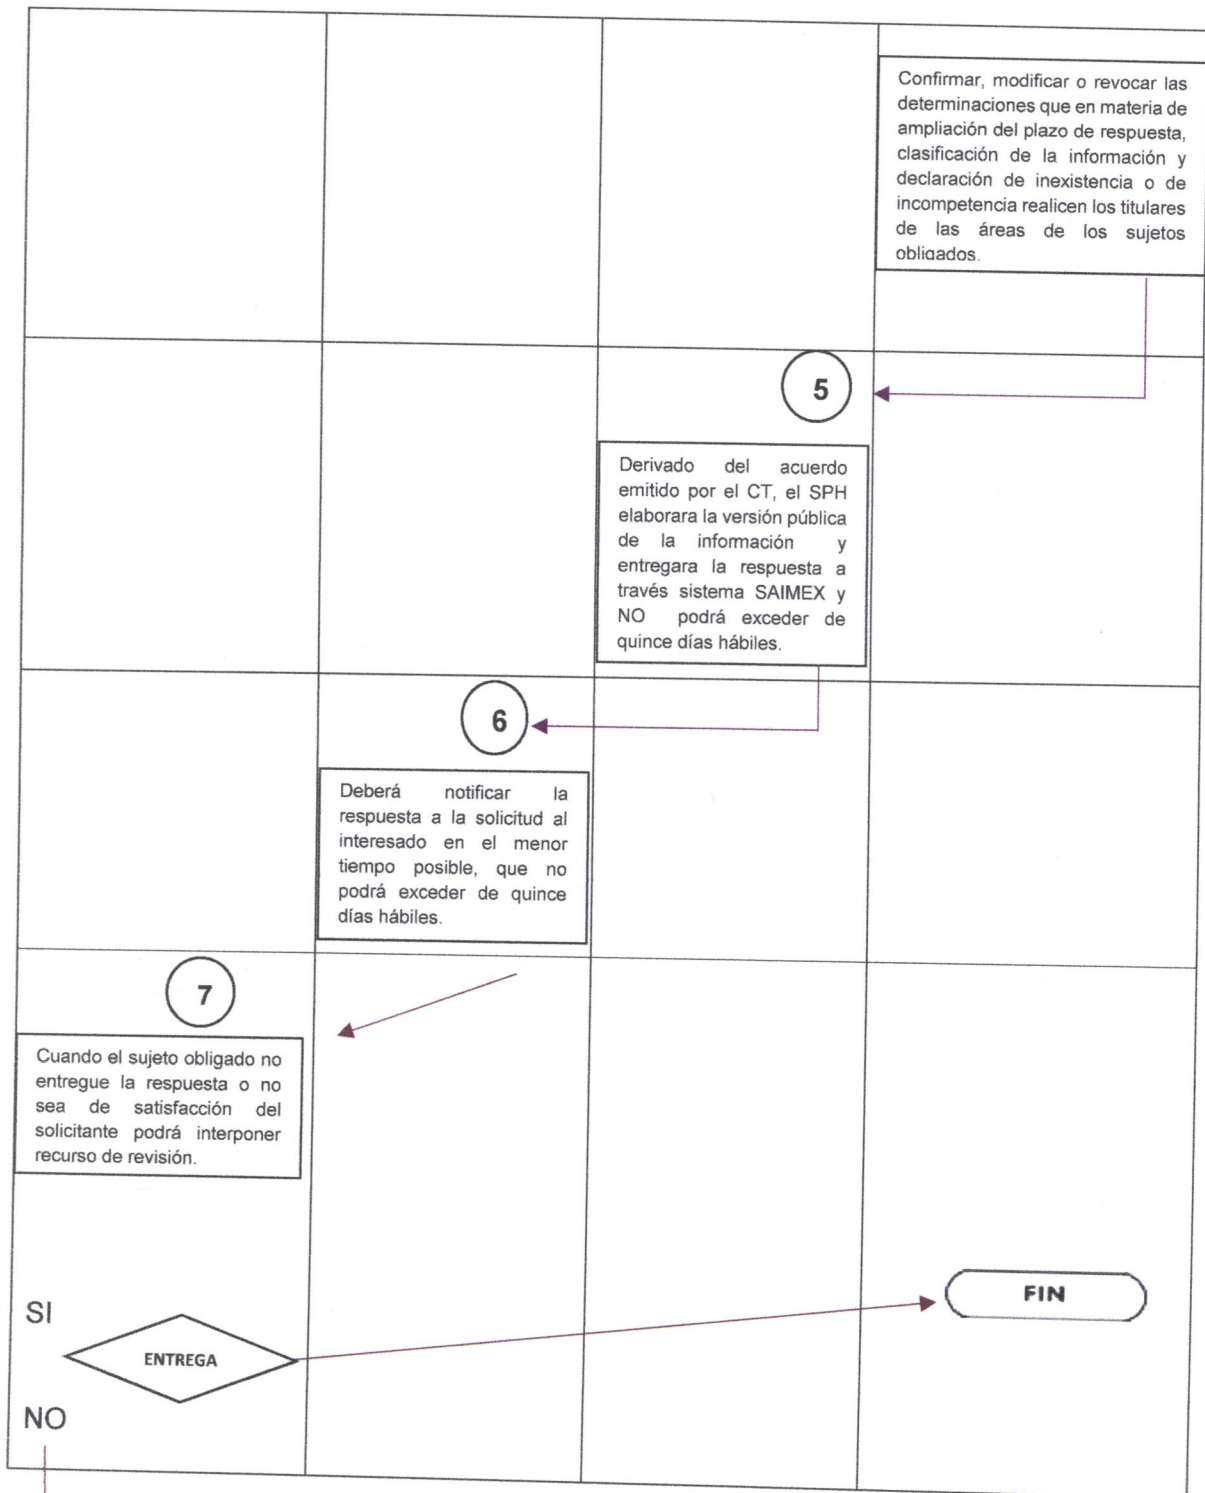 Confirmar, modificar o revocar las
determinaciones que en materia de
ampliación del plazo de respuesta,
clasificación de la información y
declaración de inexistencia o de
incompetencia realicen los titulares
de las áreas de los sujetos
obligados.
5
Derivado del acuerdo
emitido por el CT, el SPH
elaborara la versión pública
de la información y
entregara la respuesta a
través sistema SAIMEX y
NO podrá exceder de
quince días hábiles.
6
Deberá notificar la
respuesta a la solicitud al
interesado en el menor
tiempo posible, que no
podrá exceder de quince
días hábiles.
7
Cuando el sujeto obligado no
entregue la respuesta o no
sea de satisfacción del
solicitante podrá interponer
recurso de revisión.
SI
ENTREGA
NO
FIN